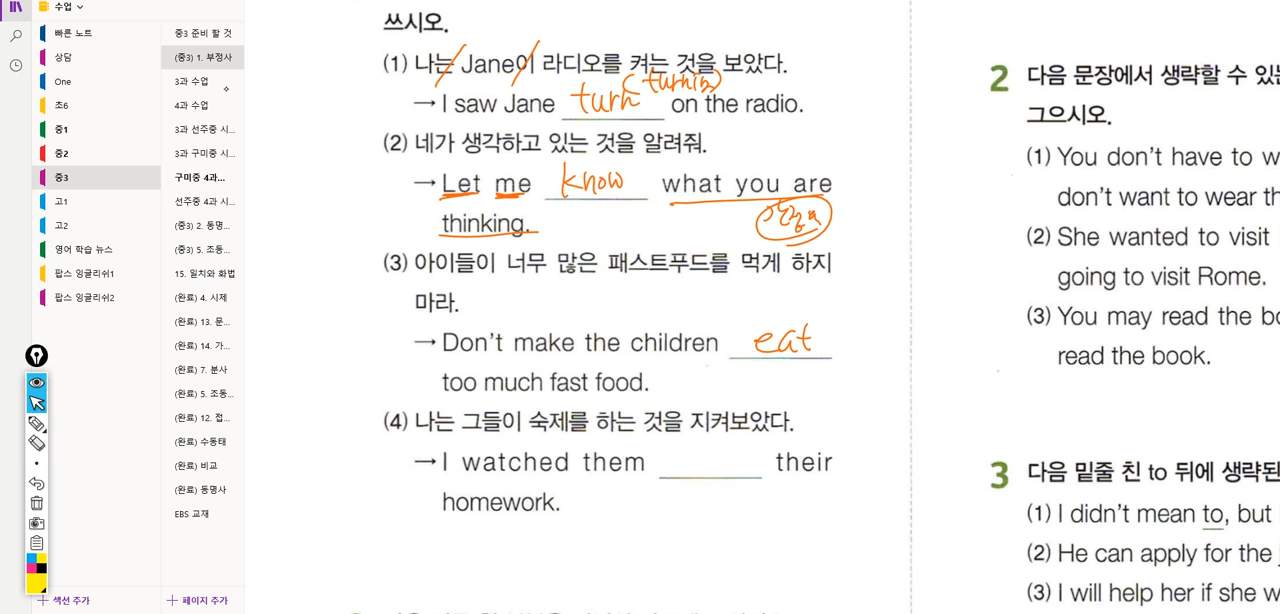 수업
빠른 노트
상담
One
초6
중1
중2
중3
고1
고2
영어 학습 뉴스
팝스 잉글리쉬1
팝스 잉글리쉬2
섹션 추가
중3 준비 할 것
(중3) 1. 부정사
3과 수업
4과 수업
3과 선주중 시...
3과 구미중 시...
구미중 4과...
선주중 4과 시...
(중3) 2. 동명...
(중3) 5. 조동...
15. 일치와 화법
(완료) 4. 시제
(완료) 13. 문...
(완료) 14. 가...
(완료) 7. 분사
(완료) 5. 조동...
(완료) 12. 접...
(완료) 수동태
(완료) 비교
(완료) 동명사
EBS 교재
페이지 추가
쓰시오.
(1) 나는 Jane이 라디오를 켜는 것을 보았다.
(turning)
→ I saw Jane turn on the radio.
(2) 네가 생각하고 있는 것을 알려줘.
→ Let me know what you are
thinking.
(3) 아이들이 너무 많은 패스트푸드를 먹게 하지
마라.
→ Don't make the children eat
too much fast food.
(4) 나는 그들이 숙제를 하는 것을 지켜보았다.
→ I watched them their
homework.
2 다음 문장에서 생략할 수 있는
그으시오.
(1) You don't have to w
don't want to wear th
(2) She wanted to visit
going to visit Rome.
(3) You may read the bo
read the book.
3 다음 밑줄 친 to 뒤에 생략된
(1) I didn't mean to, but
(2) He can apply for the
(3) I will help her if she w